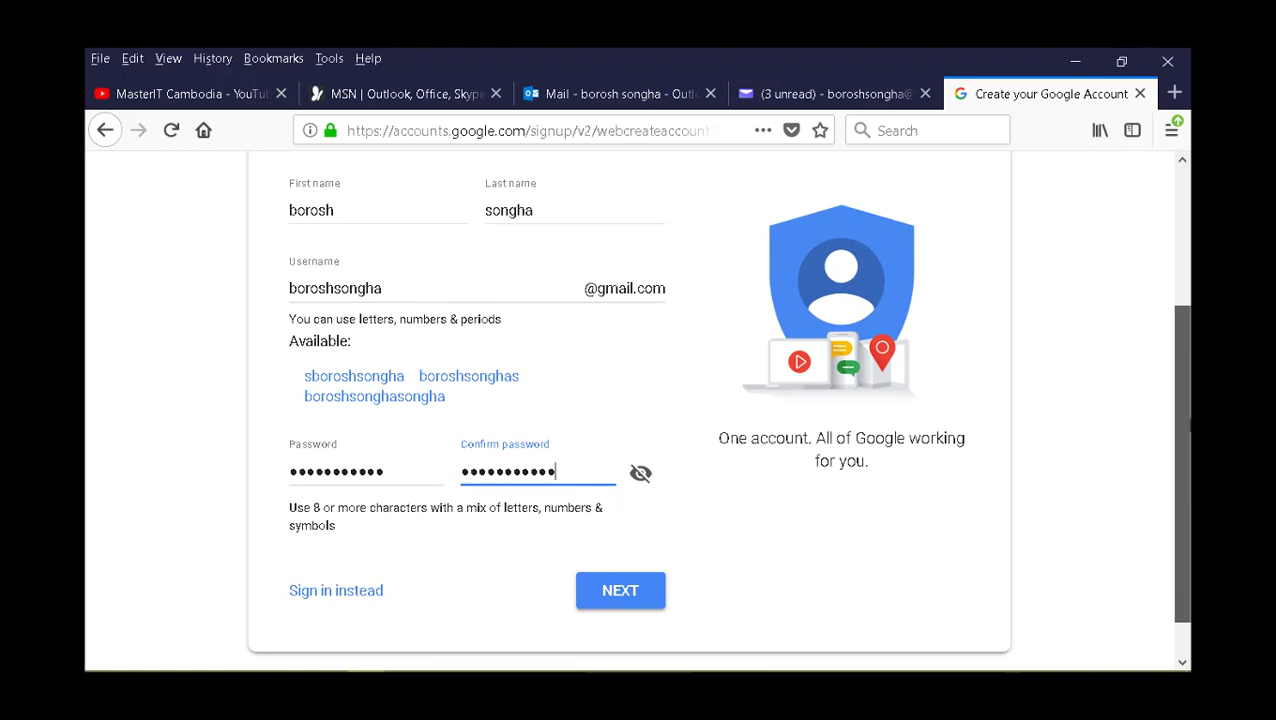 File Edit View History Bookmarks Tools Help
MasterIT Cambodia - YouTu
MSN | Outlook, Office, Skype
Mail - borosh songha - Outl
(3 unread) - boroshsongha@
Create your Google Account
https://accounts.google.com/signup/v2/webcreateaccount?
Search
First name
Last name
borosh
songha
Username
boroshsongha
@gmail.com
You can use letters, numbers & periods
Available:
sboroshsongha boroshsonghas
boroshsonghasongha
Password
Confirm password
•••••••••••
•••••••••••
Use 8 or more characters with a mix of letters, numbers &
symbols
Sign in instead
NEXT
One account. All of Google working
for you.